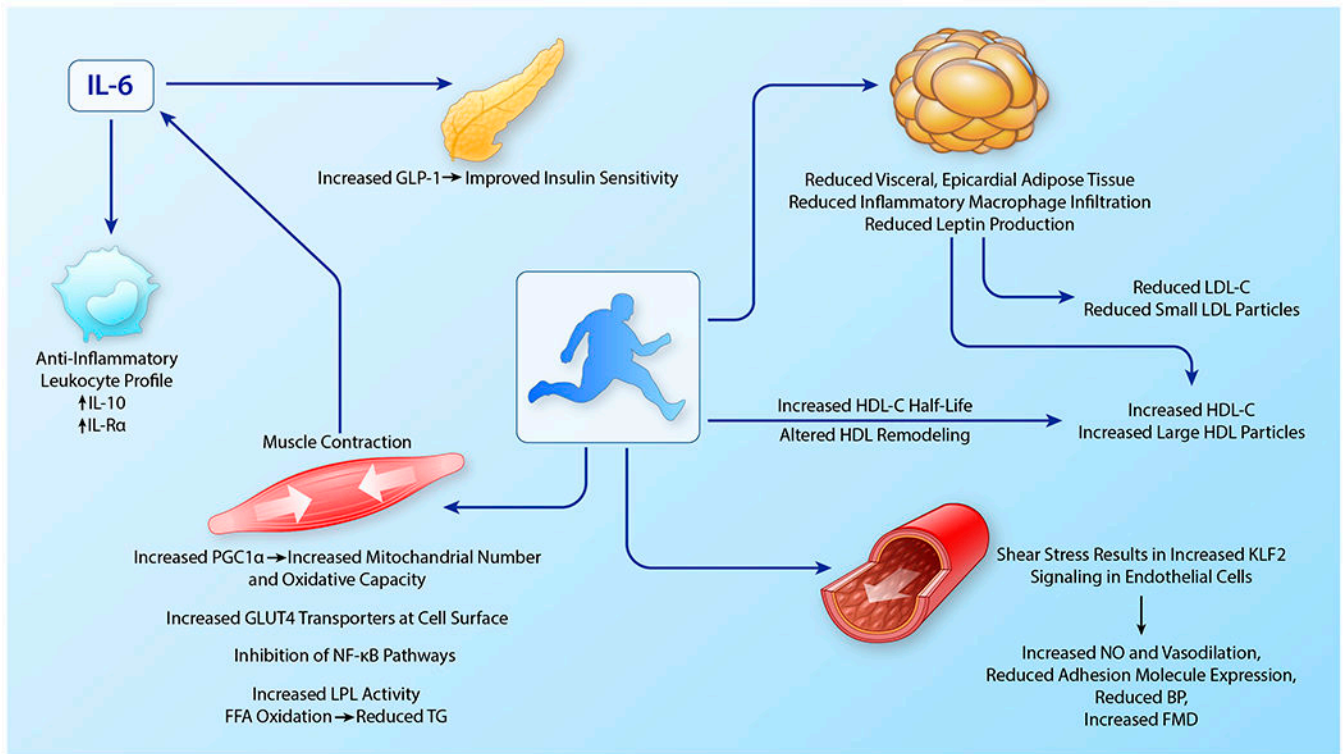 IL-6
Increased GLP-1→Improved Insulin Sensitivity
Anti-Inflammatory
Leukocyte Profile
↑IL-10
↑IL-Rα
Reduced Visceral, Epicardial Adipose Tissue
Reduced Inflammatory Macrophage Infiltration
Reduced Leptin Production
Reduced LDL-C
Reduced Small LDL Particles
Increased HDL-C Half-Life
Altered HDL Remodeling
Increased HDL-C
Increased Large HDL Particles
Muscle Contraction
Increased PGC1α→Increased Mitochandrial Number
and Oxidative Capacity
Increased GLUT4 Transporters at Cell Surface
Inhibition of NF-κB Pathways
Increased LPL Activity
FFA Oxidation→Reduced TG
Shear Stress Results in Increased KLF2
Signaling in Endothelial Cells
Increased NO and Vasodilation,
Reduced Adhesion Molecule Expression,
Reduced BP,
Increased FMD